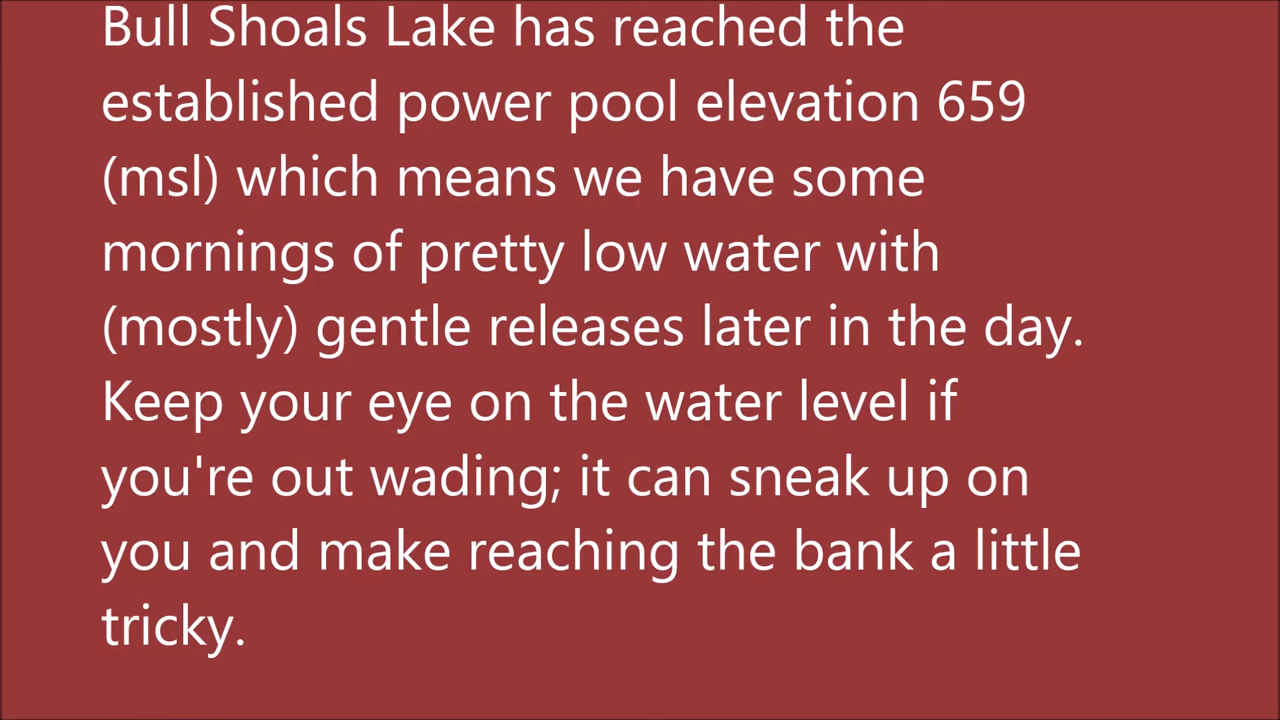 Bull Shoals Lake has reached the
established power pool elevation 659
(msl) which means we have some
mornings of pretty low water with
(mostly) gentle releases later in the day.
Keep your eye on the water level if
you're out wading; it can sneak up on
you and make reaching the bank a little
tricky.